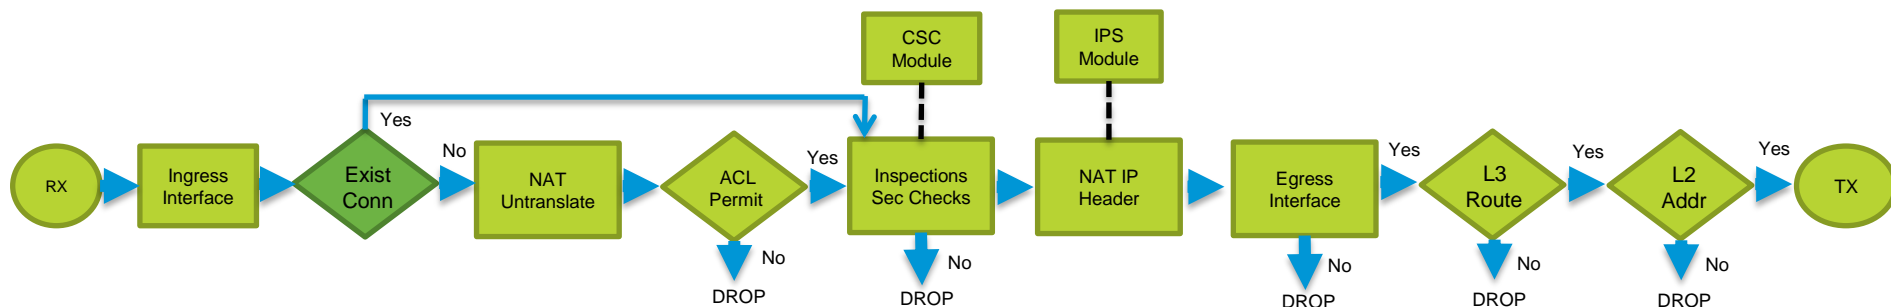 CSC
Module
IPS
Module
Yes
RX
Ingress
Interface
Exist
Conn
No
NAT
Untranslate
ACL
Permit
Yes
No
DROP
Inspections
Sec Checks
No
DROP
NAT IP
Header
Egress
Interface
Yes
No
DROP
L3
Route
Yes
No
DROP
L2
Addr
Yes
No
DROP
TX